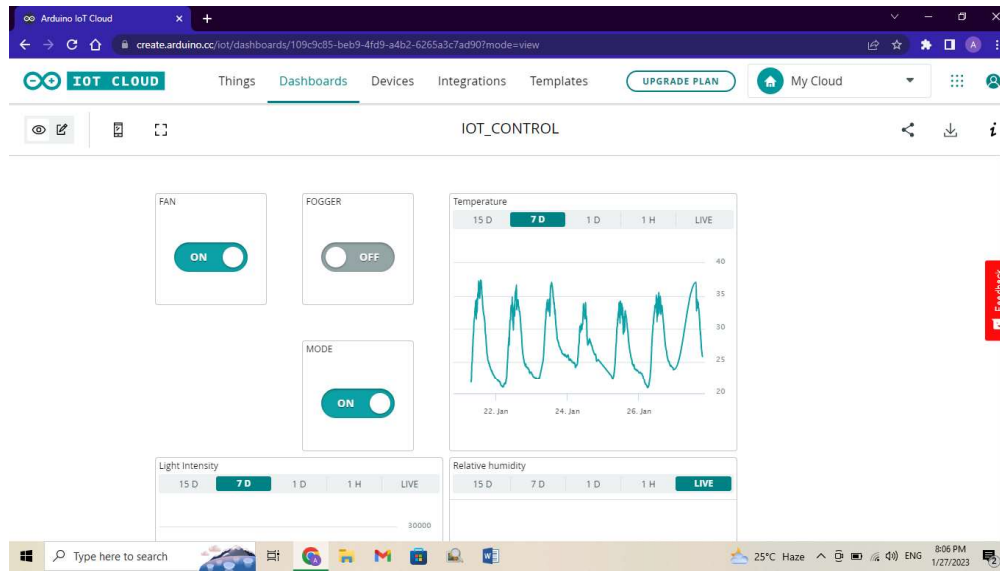 Arduino IoT Cloud
create.arduino.cc/iot/dashboards/109c9c85-beb9-4fd9-a4b2-6265a3c7ad90?mode=view
A
IOT CLOUD Things Dashboards Devices Integrations Templates UPGRADE PLAN My Cloud
IOT_CONTROL
FAN
ON
FOGGER
OFF
MODE
ON
Temperature
15 D 7 D 1 D 1 H LIVE
40
35
30
25
20
22. Jan 24. Jan 26. Jan
Light Intensity
15 D 7 D 1 D 1 H LIVE
30000
Relative humidity
15 D 7 D 1 D 1 H LIVE
Feedback
Type here to search
25°C Haze ENG 8:06 PM
1/27/2023
2